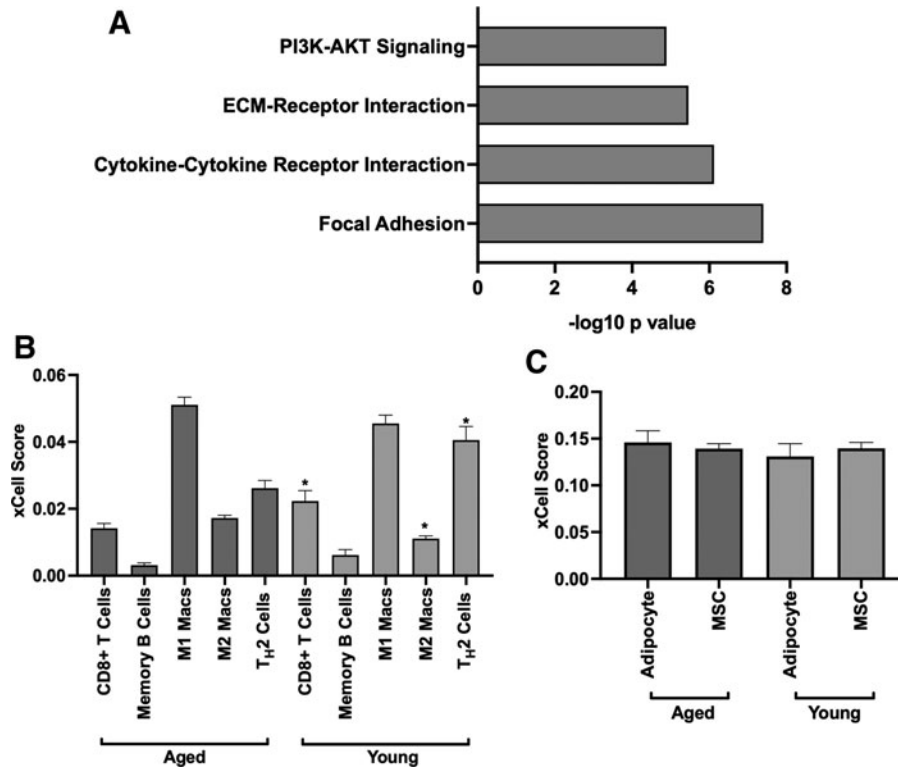 A
PI3K-AKT Signaling
ECM-Receptor Interaction
Cytokine-Cytokine Receptor Interaction
Focal Adhesion
0 2 4 6 8
-log10 p value
B
xCell Score
0.06
0.04
0.02
0.00
*
*
*
CD8+ T Cells
Memory B Cells
M1 Macs
M2 Macs
TH2 Cells
CD8+ T Cells
Memory B Cells
M1 Macs
M2 Macs
TH2 Cells
Aged
Young
C
xCell Score
0.20
0.15
0.10
0.05
0.00
Adipocyte
MSC
Adipocyte
MSC
Aged
Young